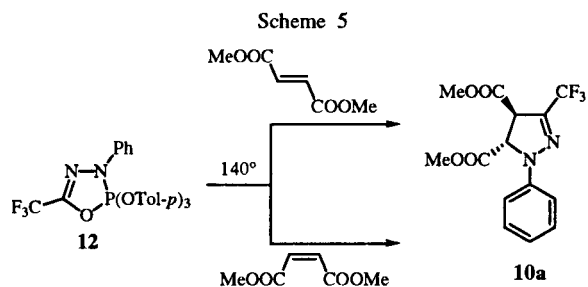 Scheme 5
MeOOC
COOMe
MeOOC
CF3
MeOOC
N
N
Ph
N N
F3C
O
P(OTol-p)3
12
140°
MeOOC COOMe
10a